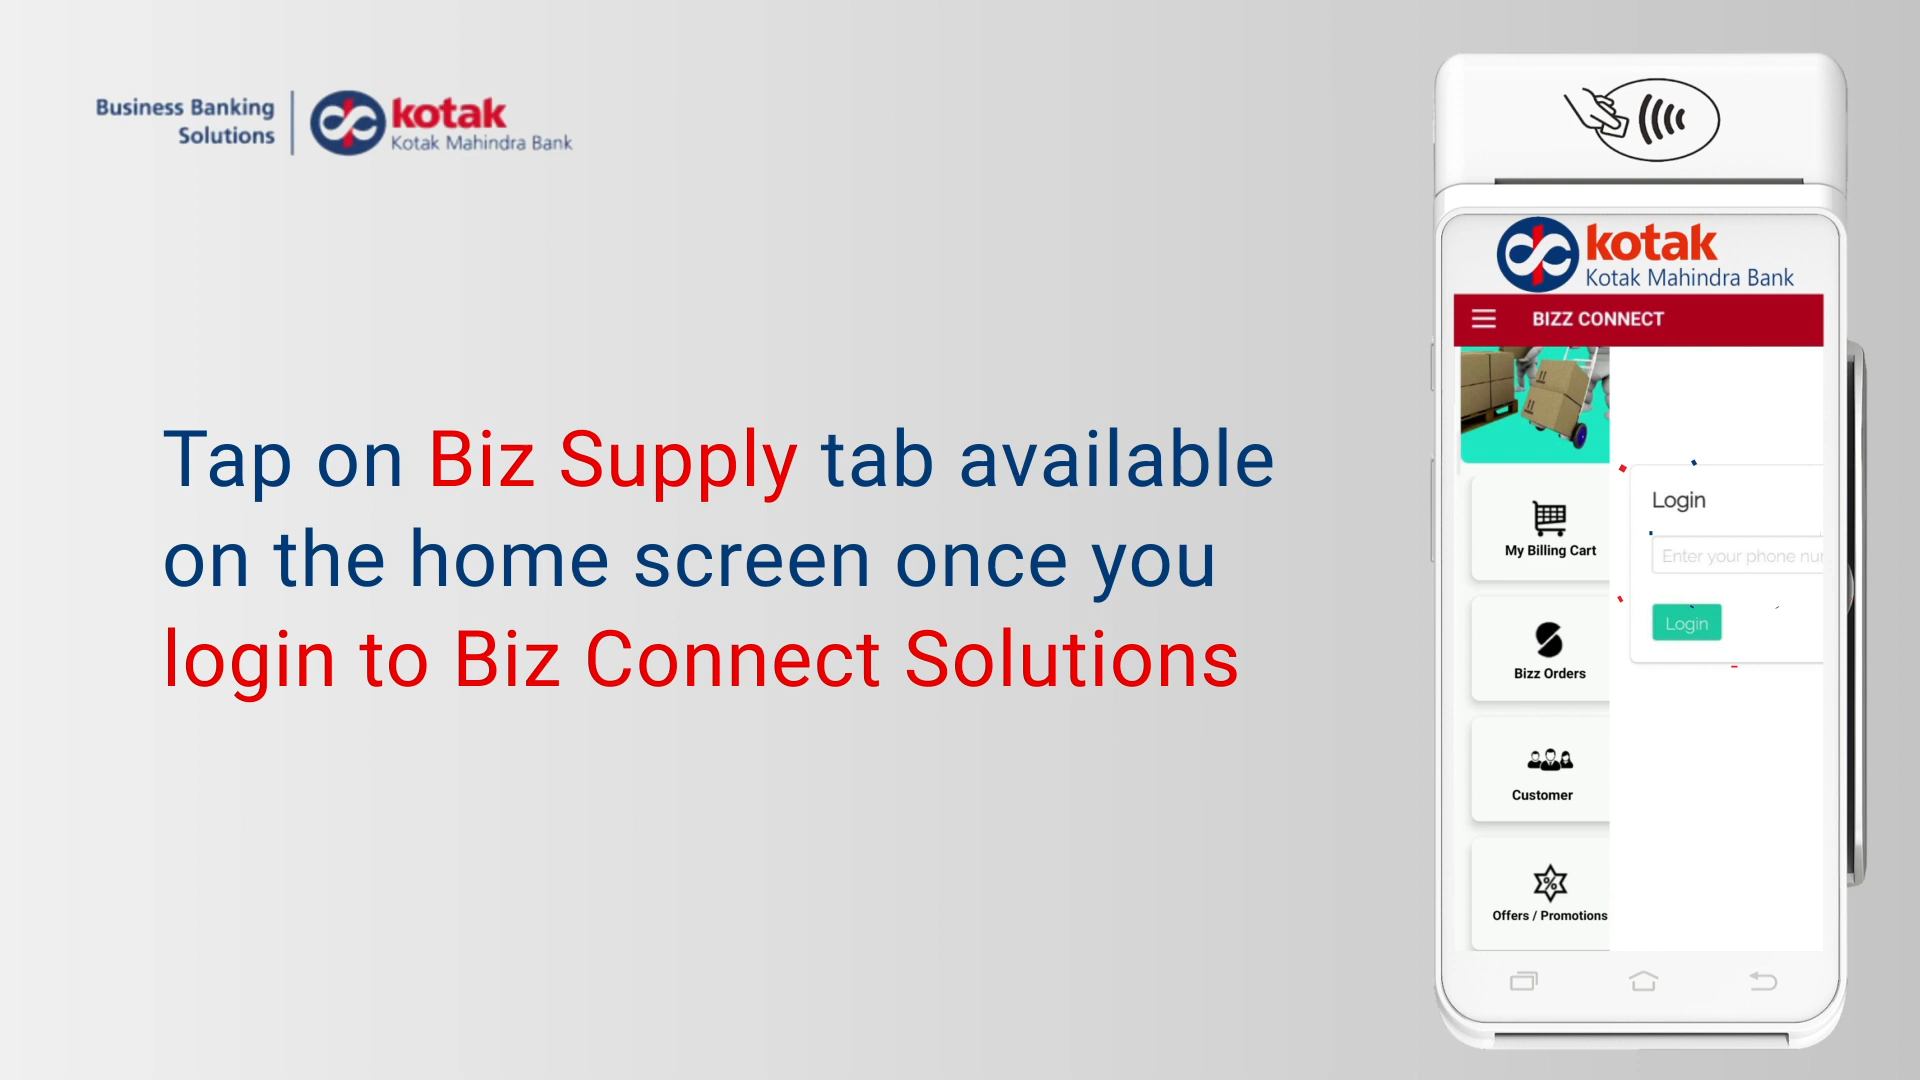 Business Banking
Solutions
kotak
Kotak Mahindra Bank
Tap on Biz Supply tab available
on the home screen once you
login to Biz Connect Solutions
kotak
Kotak Mahindra Bank
BIZZ CONNECT
My Billing Cart
Bizz Orders
Customer
Offers / Promotions
Login
Enter your phone nu
Login